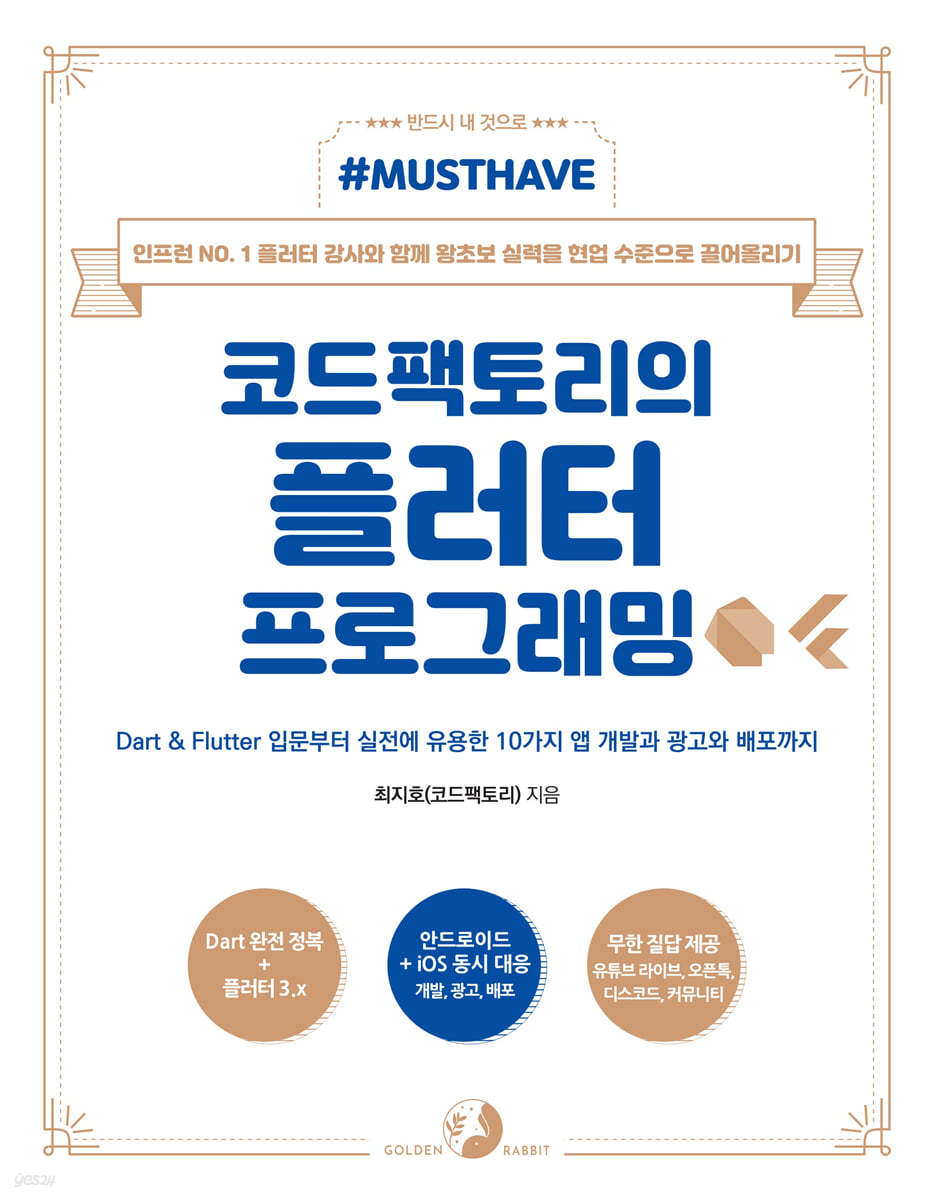 ★★★ 반드시 내 것으로 ★★★
#MUSTHAVE
인프런 NO. 1 플러터 강사와 함께 왕초보 실력을 현업 수준으로 끌어올리기
코드팩토리의
플러터
프로그래밍
Dart & Flutter 입문부터 실전에 유용한 10가지 앱 개발과 광고와 배포까지
최지호(코드팩토리) 지음
Dart 완전 정복
+
플러터 3.x
안드로이드
+ iOS 동시 대응
개발, 광고, 배포
무한 질답 제공
유튜브 라이브, 오픈톡,
디스코드, 커뮤니티
GOLDEN RABBIT
yes24